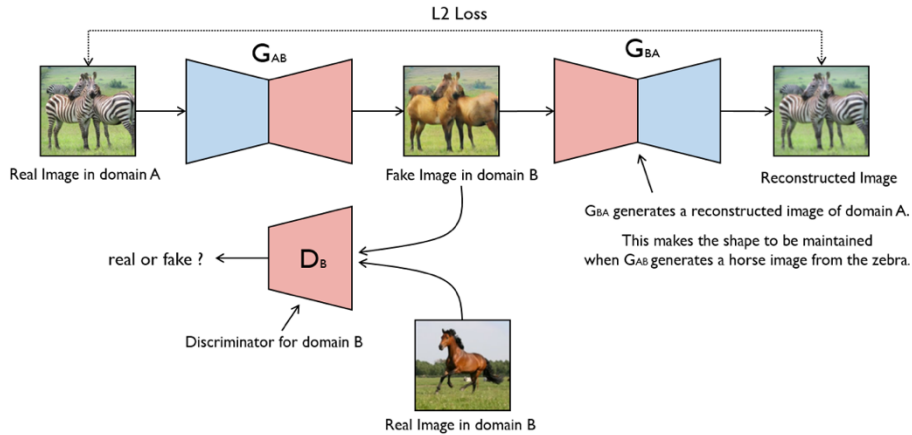 L2 Loss
GAB
GBA
Real Image in domain A
Fake Image in domain B
Reconstructed Image
GBA generates a reconstructed image of domain A.
This makes the shape to be maintained
when GAB generates a horse image from the zebra.
real or fake ?
DB
Discriminator for domain B
Real Image in domain B